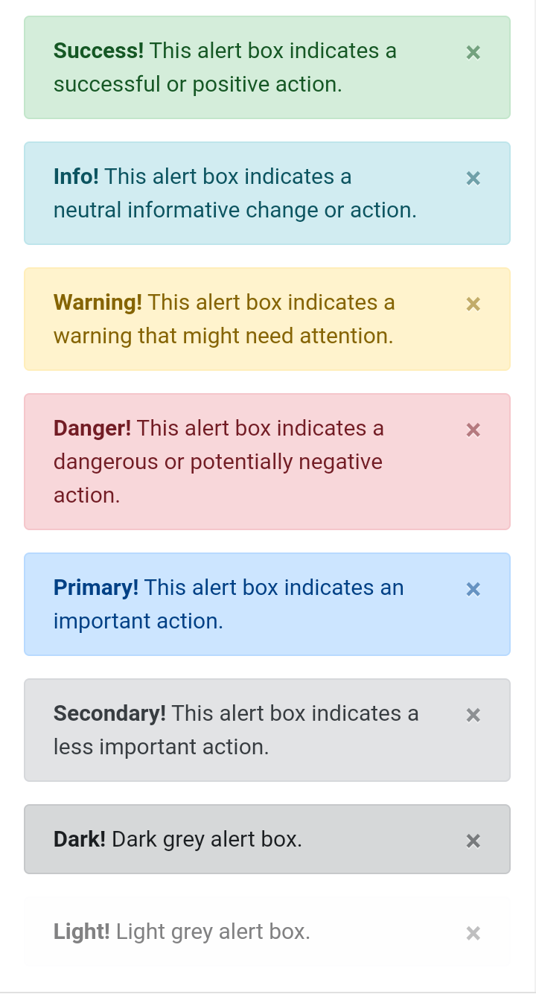 Success! This alert box indicates a ×
successful or positive action.
Info! This alert box indicates a ×
neutral informative change or action.
Warning! This alert box indicates a ×
warning that might need attention.
Danger! This alert box indicates a ×
dangerous or potentially negative
action.
Primary! This alert box indicates an ×
important action.
Secondary! This alert box indicates a ×
less important action.
Dark! Dark grey alert box. ×
Light! Light grey alert box. ×